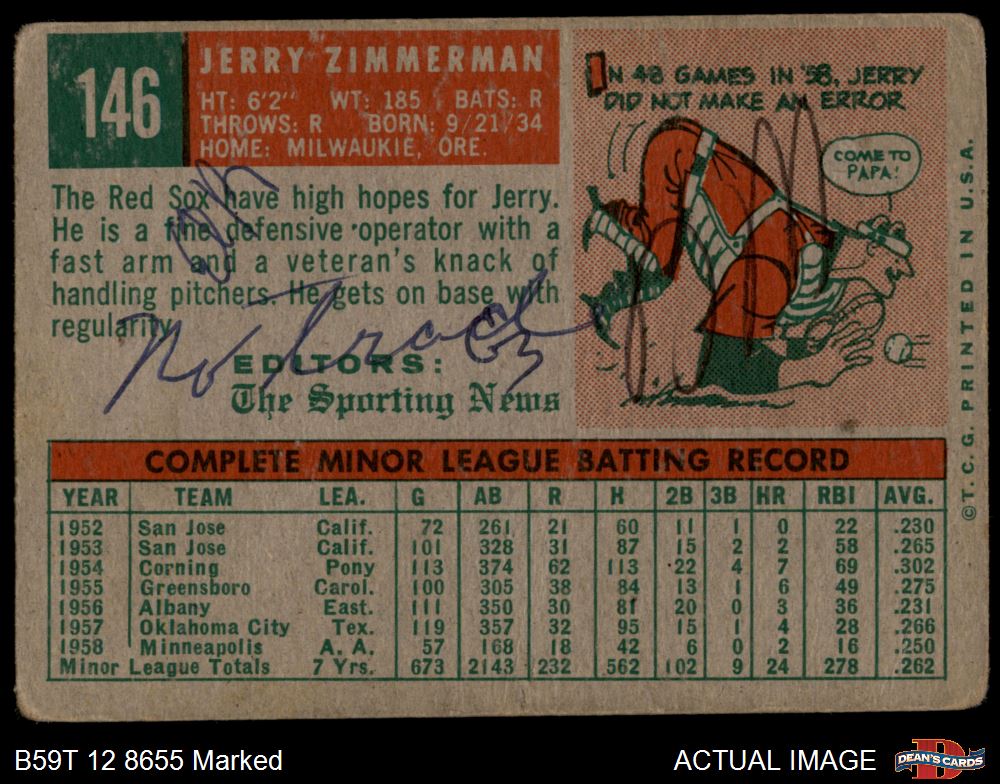 146
JERRY ZIMMERMAN
HT: 6'2" WT: 185 BATS: R
THROWS: R BORN: 9/21/34
HOME: MILWAUKIE, ORE.
IN 48 GAMES IN '58, JERRY
DID NOT MAKE AN ERROR
COME TO
PAPA!
The Red Sox have high hopes for Jerry.
He is a fine defensive operator with a
fast arm and a veteran's knack of
handling pitchers. He gets on base with
regularity.
No Trade
EDITORS:
The Sporting News
COMPLETE MINOR LEAGUE BATTING RECORD
YEAR TEAM LEA. G AB R H 2B 3B HR RBI AVG.
1952 San Jose Calif. 72 261 21 60 11 1 0 22 .230
1953 San Jose Calif. 101 328 31 87 15 2 2 58 .265
1954 Corning Pony 113 374 62 113 22 4 7 69 .302
1955 Greensboro Carol. 100 305 38 84 13 1 6 49 .275
1956 Albany East. 111 350 30 81 20 0 3 36 .231
1957 Oklahoma City Tex. 119 357 32 95 15 1 4 28 .266
1958 Minneapolis A. A. 57 168 18 42 6 0 2 16 .250
Minor League Totals 7 Yrs. 673 2143 232 562 102 9 24 278 .262
©T.C.G. PRINTED IN U.S.A.
B59T 12 8655 Marked
ACTUAL IMAGE
DEAN'S CARDS